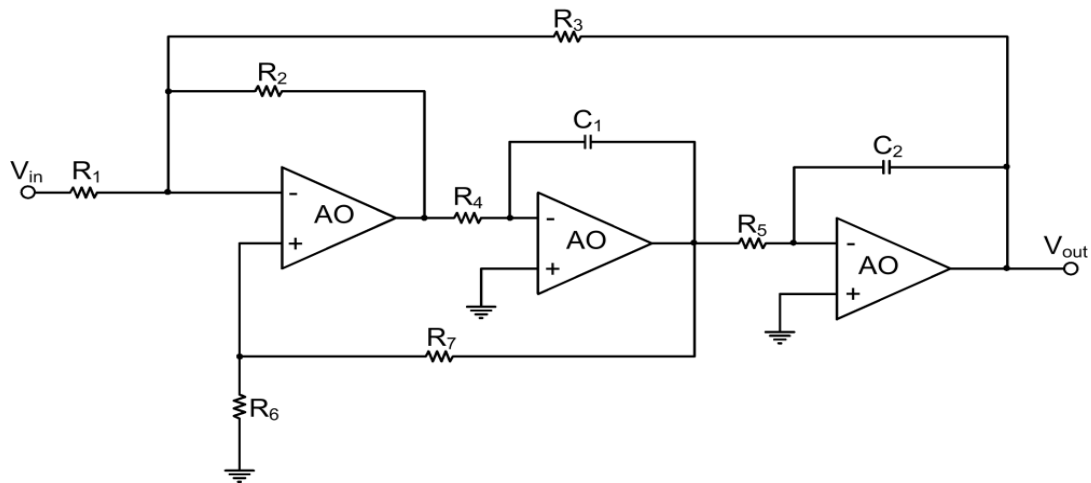 R3
R2
C1
C2
Vin
R1
-
AO
+
R4
-
AO
+
R5
-
AO
+
Vout
R7
R6